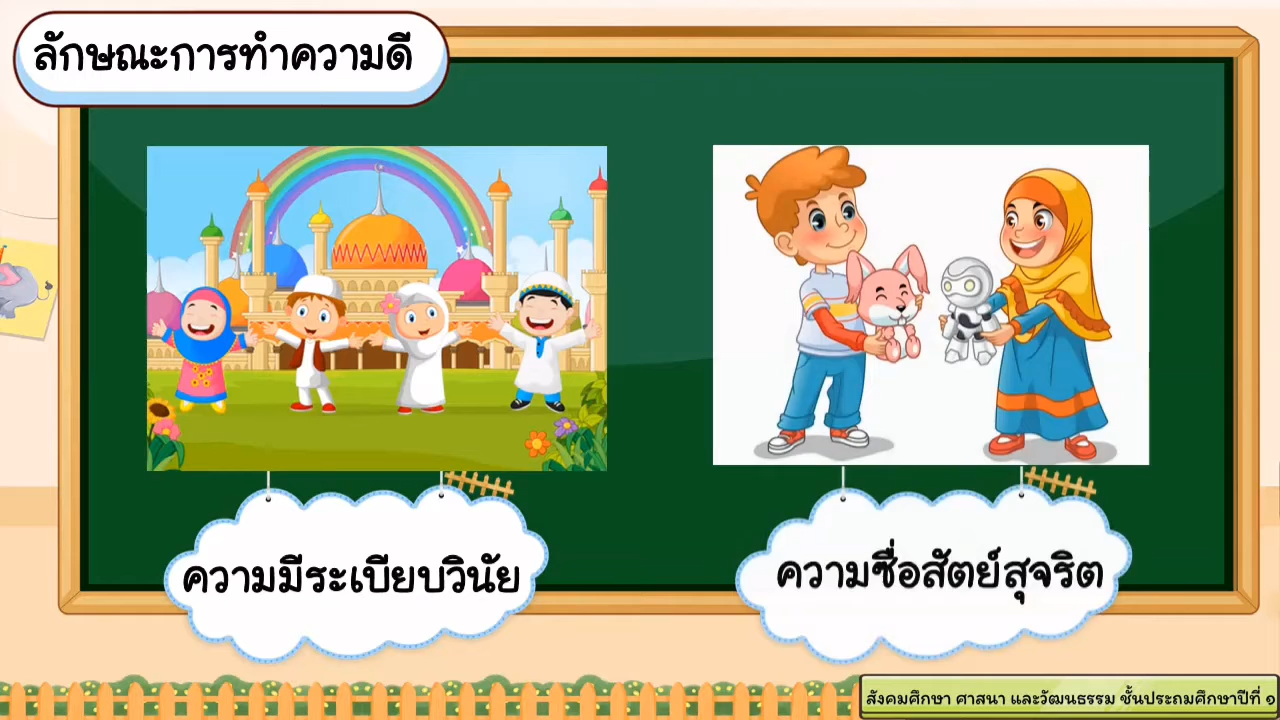 ลักษณะการทำความดี
ความมีระเบียบวินัย
ความซื่อสัตย์สุจริต
สังคมศึกษา ศาสนา และวัฒนธรรม ชั้นประถมศึกษาปีที่ ๑